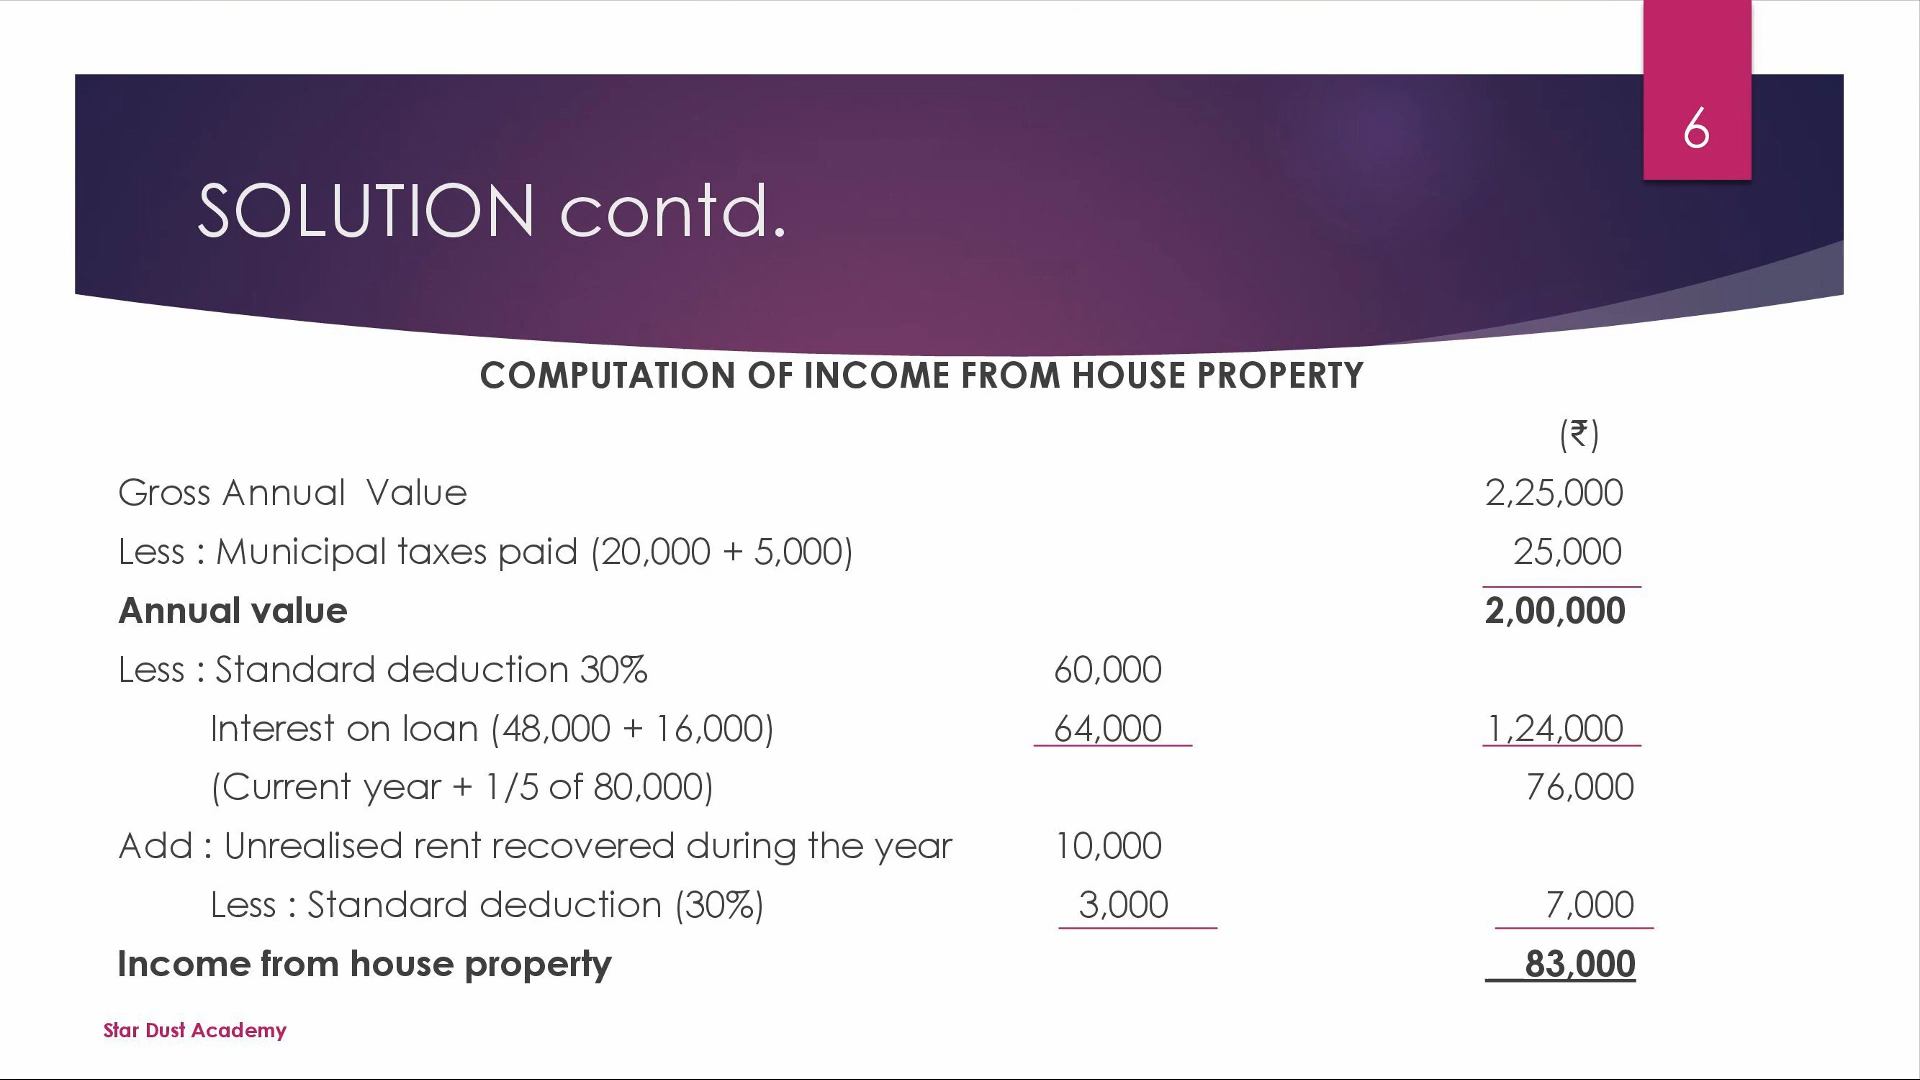 6
SOLUTION contd.
COMPUTATION OF INCOME FROM HOUSE PROPERTY
(₹)
Gross Annual Value 2,25,000
Less : Municipal taxes paid (20,000 + 5,000) 25,000
Annual value 2,00,000
Less : Standard deduction 30% 60,000
Interest on loan (48,000 + 16,000) 64,000 1,24,000
(Current year + 1/5 of 80,000) 76,000
Add : Unrealised rent recovered during the year 10,000
Less : Standard deduction (30%) 3,000 7,000
Income from house property 83,000
Star Dust Academy